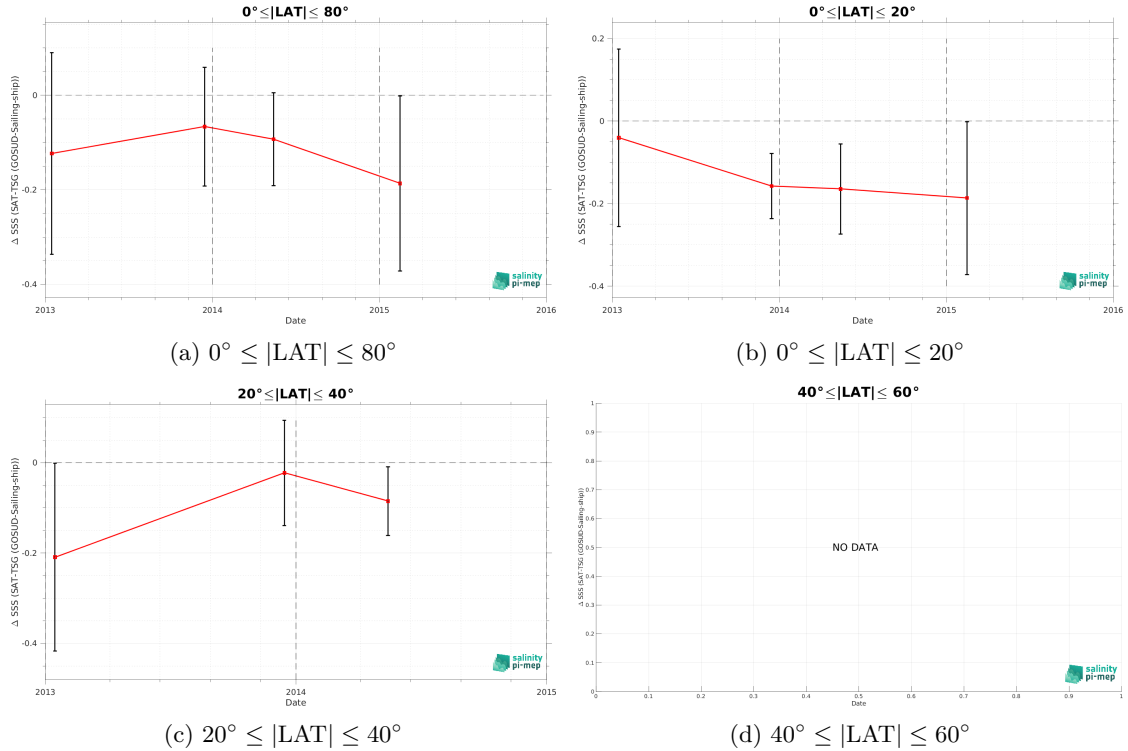 0°≤|LAT|≤ 80°
Δ SSS (SAT-TSG (GOSUD-Sailing-ship))
0
-0.2
-0.4
2013
2014
2015
2016
Date
salinity
pi-mep
(a) 0° ≤ |LAT| ≤ 80°
0°≤|LAT|≤ 20°
Δ SSS (SAT-TSG (GOSUD-Sailing-ship))
0.2
0
-0.2
-0.4
2013
2014
2015
2016
Date
salinity
pi-mep
(b) 0° ≤ |LAT| ≤ 20°
20°≤|LAT|≤ 40°
Δ SSS (SAT-TSG (GOSUD-Sailing-ship))
0
-0.2
-0.4
2013
2014
2015
Date
salinity
pi-mep
(c) 20° ≤ |LAT| ≤ 40°
40°≤|LAT|≤ 60°
Δ SSS (SAT-TSG (GOSUD-Sailing-ship))
1
0.9
0.8
0.7
0.6
0.5
0.4
0.3
0.2
0.1
0
NO DATA
0
0.1
0.2
0.3
0.4
0.5
0.6
0.7
0.8
0.9
1
Date
salinity
pi-mep
(d) 40° ≤ |LAT| ≤ 60°